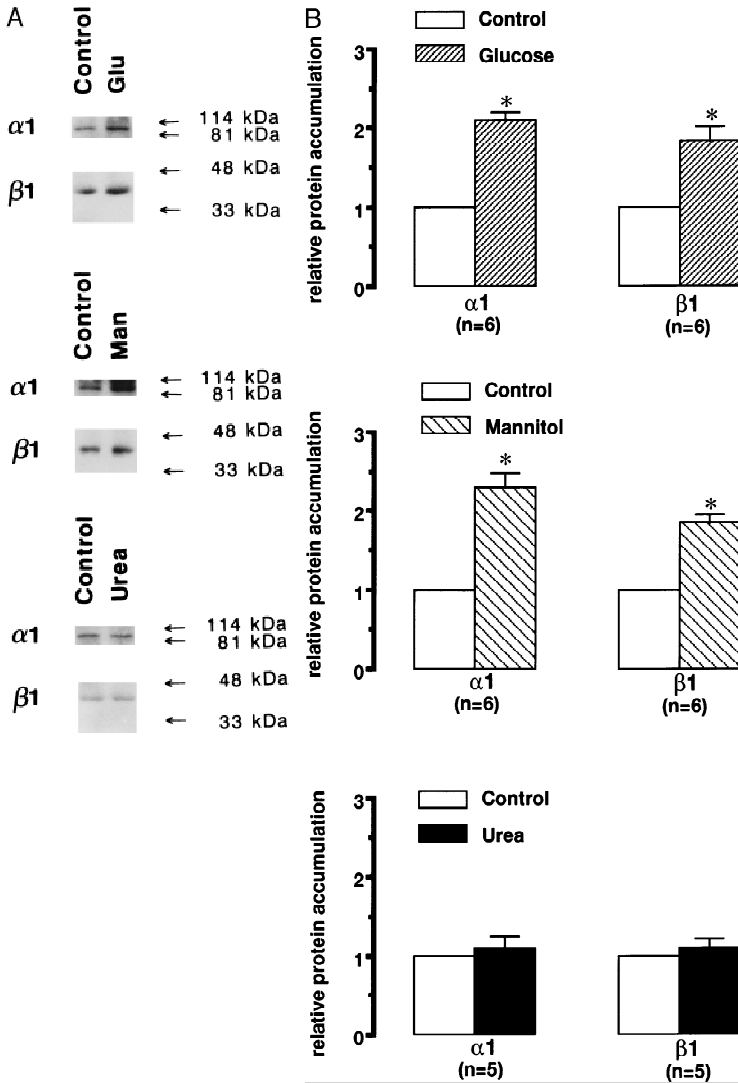 A
Control
Glu
α1
114 kDa
81 kDa
β1
48 kDa
33 kDa
Control
Man
α1
114 kDa
81 kDa
β1
48 kDa
33 kDa
Control
Urea
α1
114 kDa
81 kDa
β1
48 kDa
33 kDa
B
Control
Glucose
relative protein accumulation
3
2
1
0
*
*
α1
(n=6)
β1
(n=6)
Control
Mannitol
relative protein accumulation
3
2
1
0
*
*
α1
(n=6)
β1
(n=6)
Control
Urea
relative protein accumulation
3
2
1
0
α1
(n=5)
β1
(n=5)